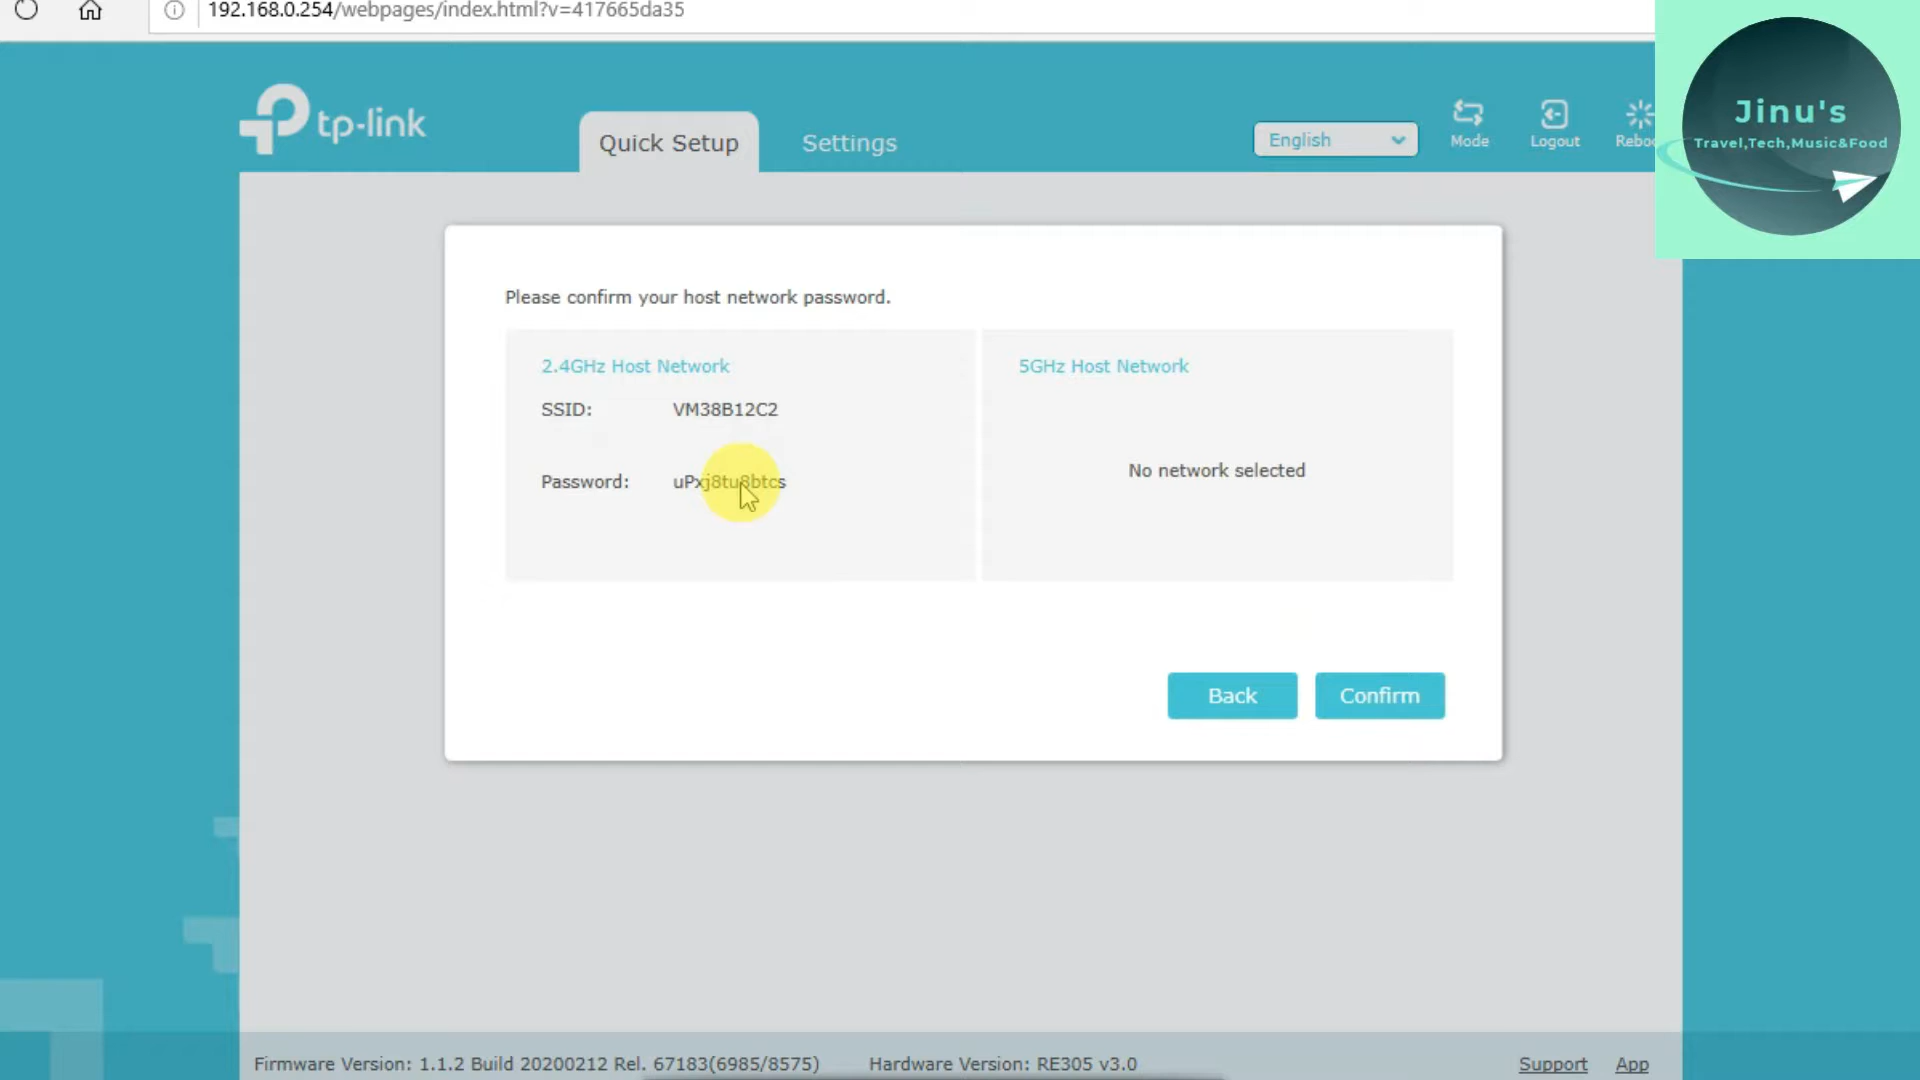 192.168.0.254/webpages/index.html?v=417665da35
tp-link
Quick Setup
Settings
English
Mode
Logout
Reboo
Jinu's
Travel,Tech,Music&Food
Please confirm your host network password.
2.4GHz Host Network
5GHz Host Network
SSID: VM38B12C2
No network selected
Password: uPxj8tu8btcs
Back
Confirm
Firmware Version: 1.1.2 Build 20200212 Rel. 67183(6985/8575)
Hardware Version: RE305 v3.0
Support
App